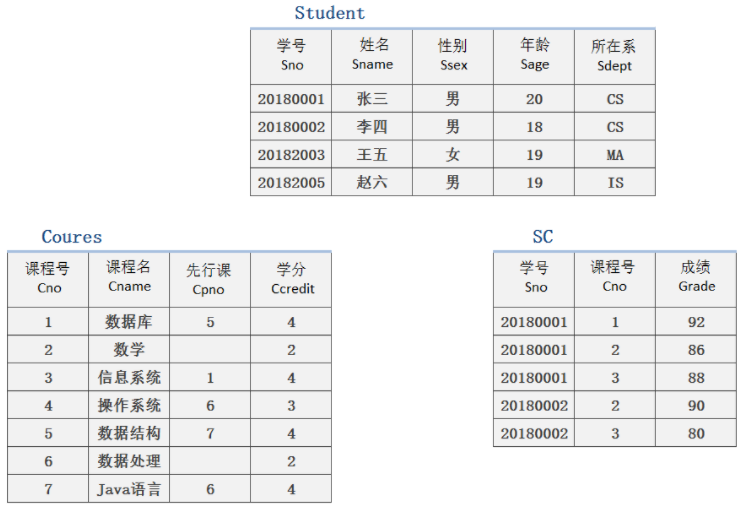 Student
学号 姓名 性别 年龄 所在系
Sno Sname Ssex Sage Sdept
20180001 张三 男 20 CS
20180002 李四 男 18 CS
20182003 王五 女 19 MA
20182005 赵六 男 19 IS
Coures
课程号 课程名 先行课 学分
Cno Cname Cpno Ccredit
1 数据库 5 4
2 数学 2
3 信息系统 1 4
4 操作系统 6 3
5 数据结构 7 4
6 数据处理 2
7 Java语言 6 4
SC
学号 课程号 成绩
Sno Cno Grade
20180001 1 92
20180001 2 86
20180001 3 88
20180002 2 90
20180002 3 80